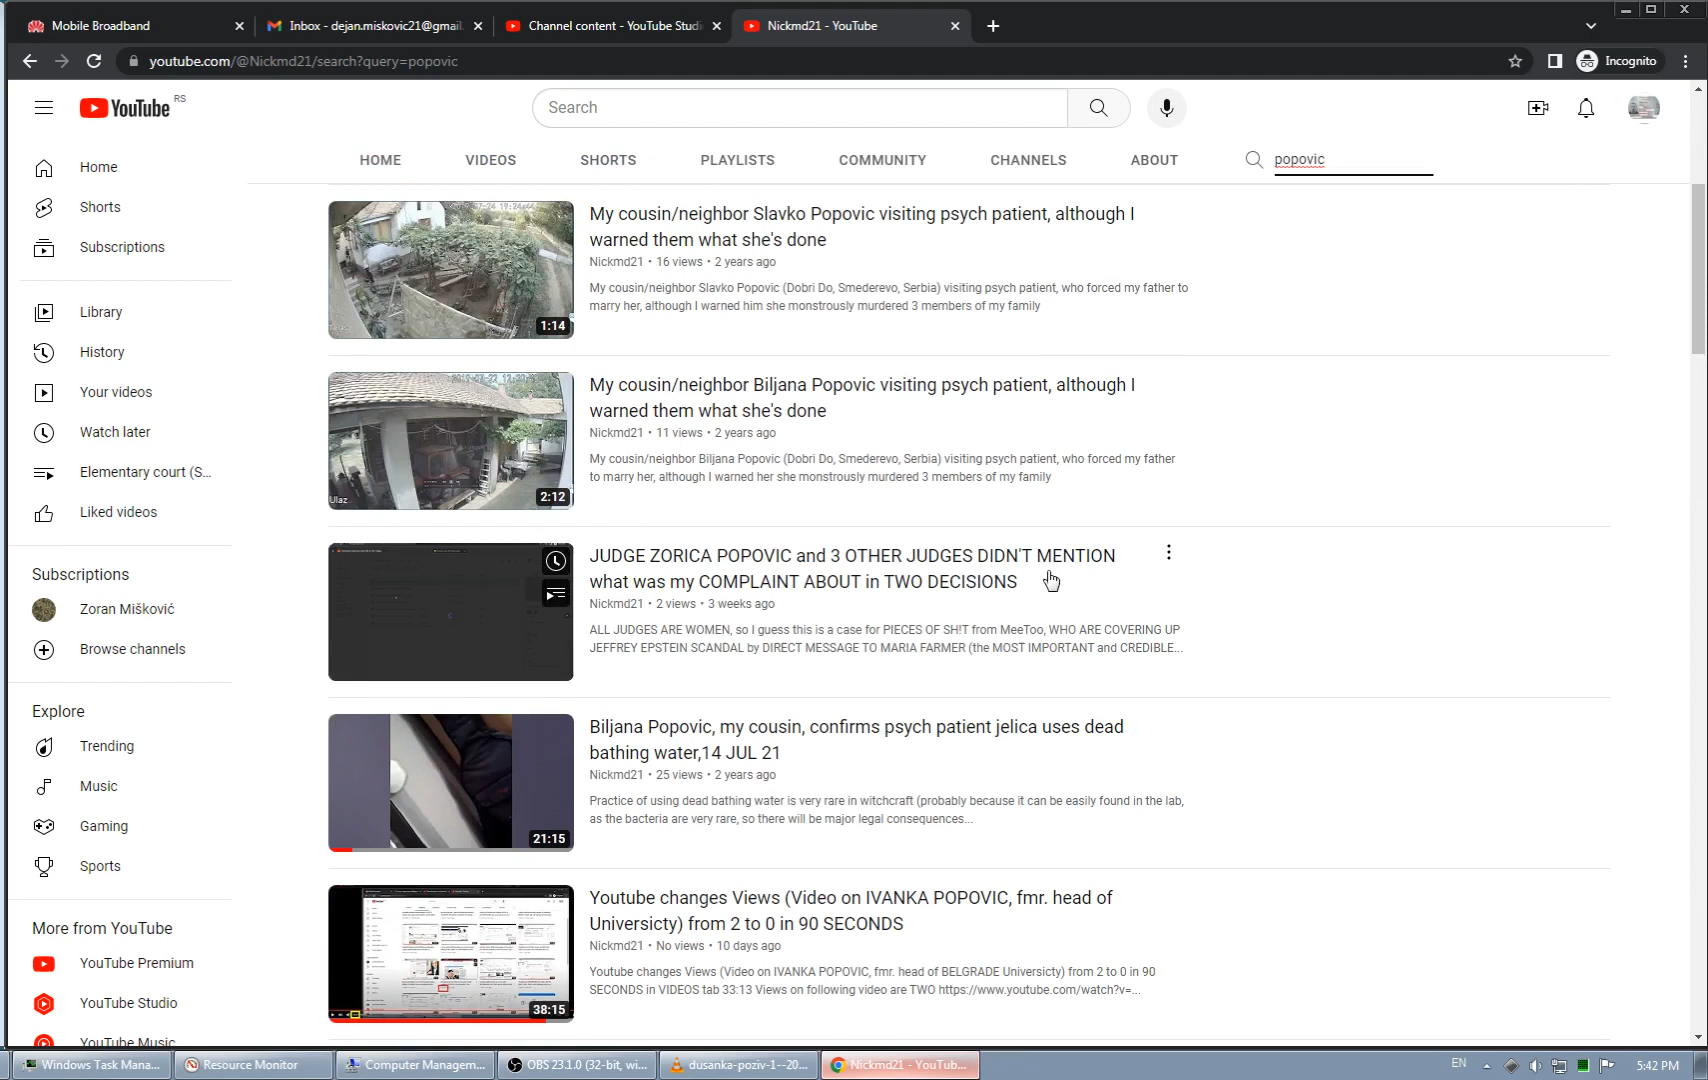 Mobile Broadband
Inbox - dejan.miskovic21@gmail.
Channel content - YouTube Studi
Nickmd21 - YouTube
youtube.com/@Nickmd21/search?query=popovic
Incognito
YouTube
RS
Search
Home
Shorts
Subscriptions
Library
History
Your videos
Watch later
Elementary court (S...
Liked videos
Subscriptions
Zoran Mišković
Browse channels
Explore
Trending
Music
Gaming
Sports
More from YouTube
YouTube Premium
YouTube Studio
YouTube Music
HOME
VIDEOS
SHORTS
PLAYLISTS
COMMUNITY
CHANNELS
ABOUT
popovic
1:14
My cousin/neighbor Slavko Popovic visiting psych patient, although I
warned them what she's done
Nickmd21 • 16 views • 2 years ago
My cousin/neighbor Slavko Popovic (Dobri Do, Smederevo, Serbia) visiting psych patient, who forced my father to
marry her, although I warned him she monstrously murdered 3 members of my family
Ulaz
2:12
My cousin/neighbor Biljana Popovic visiting psych patient, although I
warned them what she's done
Nickmd21 • 11 views • 2 years ago
My cousin/neighbor Biljana Popovic (Dobri Do, Smederevo, Serbia) visiting psych patient, who forced my father
to marry her, although I warned her she monstrously murdered 3 members of my family
JUDGE ZORICA POPOVIC and 3 OTHER JUDGES DIDN'T MENTION
what was my COMPLAINT ABOUT in TWO DECISIONS
Nickmd21 • 2 views • 3 weeks ago
ALL JUDGES ARE WOMEN, so I guess this is a case for PIECES OF SH!T from MeeToo, WHO ARE COVERING UP
JEFFREY EPSTEIN SCANDAL by DIRECT MESSAGE TO MARIA FARMER (the MOST IMPORTANT and CREDIBLE...
21:15
Biljana Popovic, my cousin, confirms psych patient jelica uses dead
bathing water,14 JUL 21
Nickmd21 • 25 views • 2 years ago
Practice of using dead bathing water is very rare in witchcraft (probably because it can be easily found in the lab,
as the bacteria are very rare, so there will be major legal consequences...
38:15
Youtube changes Views (Video on IVANKA POPOVIC, fmr. head of
Universicty) from 2 to 0 in 90 SECONDS
Nickmd21 • No views • 10 days ago
Youtube changes Views (Video on IVANKA POPOVIC, fmr. head of BELGRADE Universicty) from 2 to 0 in 90
SECONDS in VIDEOS tab 33:13 Views on following video are TWO https://www.youtube.com/watch?v=...
Windows Task Mana...
Resource Monitor
Computer Managem...
OBS 23.1.0 (32-bit, wi...
dusanka-poziv-1--20...
Nickmd21 - YouTub...
EN
5:42 PM